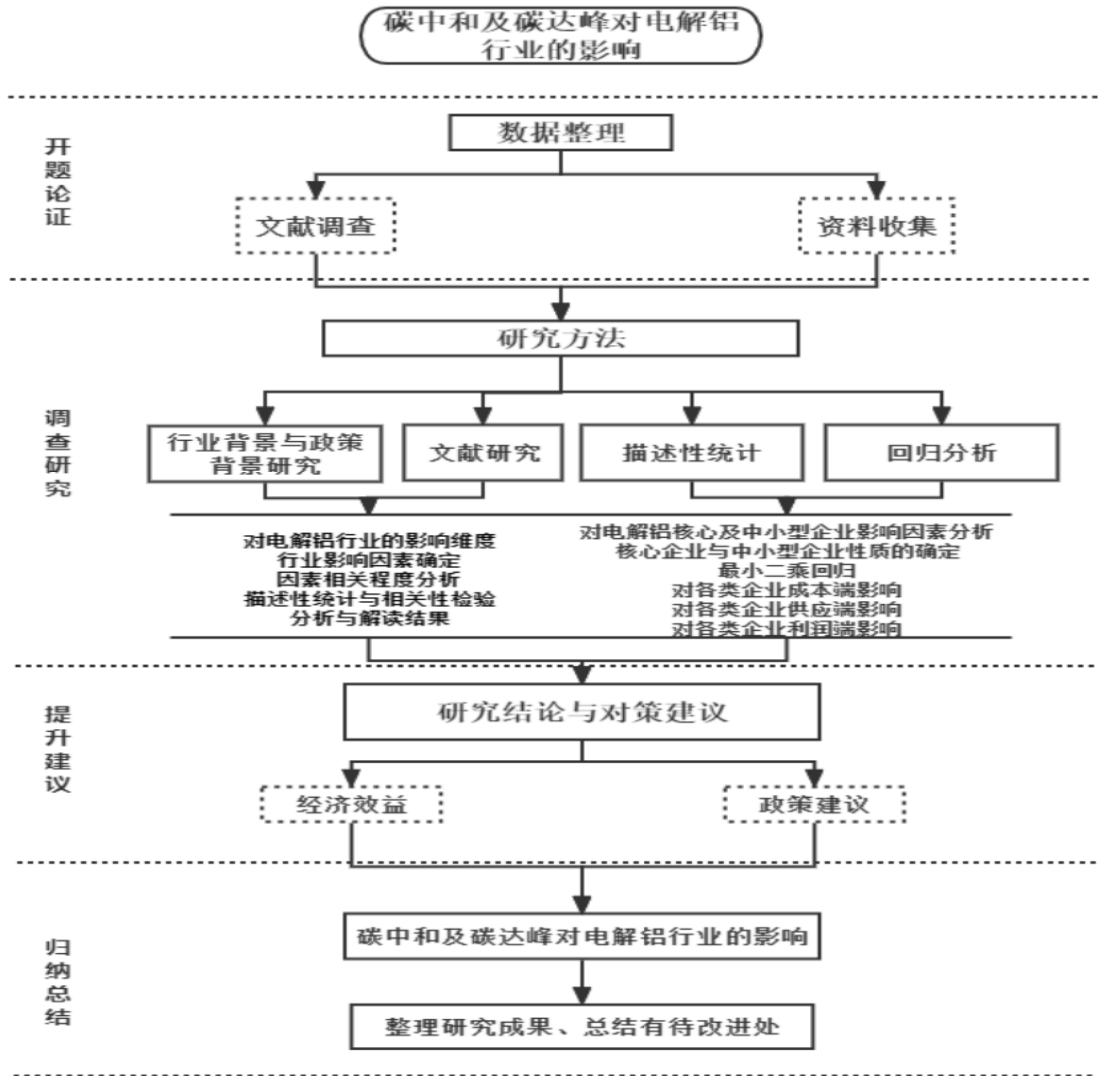 碳中和及碳达峰对电解铝
行业的影响
开题论证
数据整理
文献调查
资料收集
调查研究
研究方法
行业背景与政策
背景研究
文献研究
描述性统计
回归分析
对电解铝行业的影响维度
行业影响因素确定
因素相关程度分析
描述性统计与相关性检验
分析与解读结果
对电解铝核心及中小型企业影响因素分析
核心企业与中小型企业性质的确定
最小二乘回归
对各类企业成本端影响
对各类企业供应端影响
对各类企业利润端影响
提升建议
研究结论与对策建议
经济效益
政策建议
归纳总结
碳中和及碳达峰对电解铝行业的影响
整理研究成果、总结有待改进处